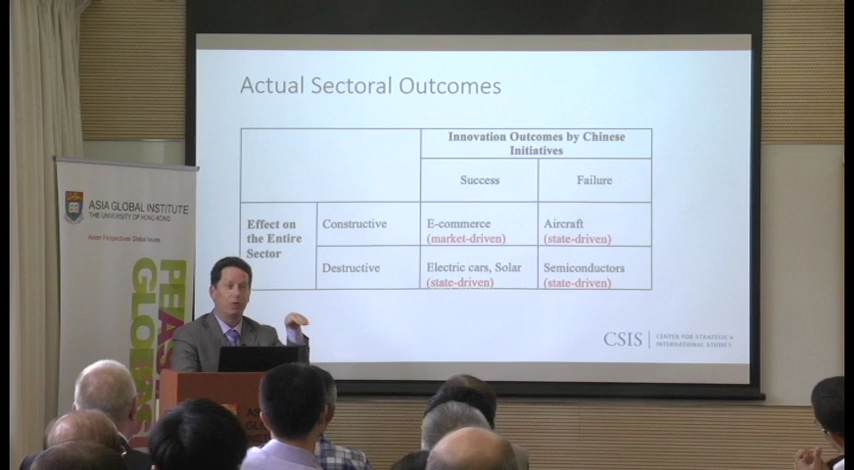 Actual Sectoral Outcomes
Innovation Outcomes by Chinese
Initiatives
Success
Failure
Effect on
the Entire
Sector
Constructive
E-commerce
(market-driven)
Aircraft
(state-driven)
Destructive
Electric cars, Solar
(state-driven)
Semiconductors
(state-driven)
CSIS
CENTER FOR STRATEGIC &
INTERNATIONAL STUDIES
ASIA GLOBAL INSTITUTE
THE UNIVERSITY OF HONG KONG
Asian Perspectives Global Issues